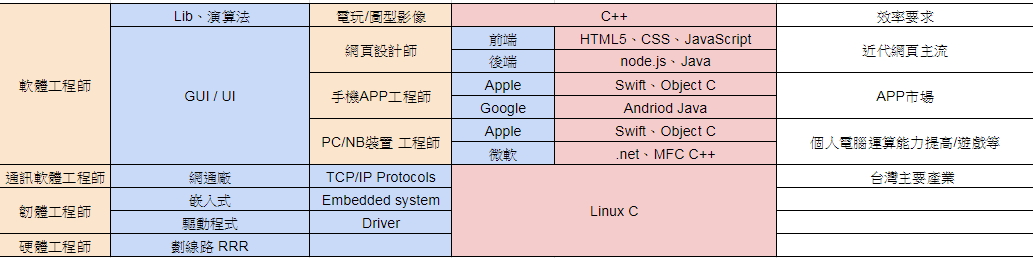 Lib、演算法 電玩/圖型影像 C++ 效率要求
軟體工程師 GUI / UI 網頁設計師 前端 HTML5、CSS、JavaScript 近代網頁主流
後端 node.js、Java
手機APP工程師 Apple Swift、Object C APP市場
Google Andriod Java
PC/NB裝置 工程師 Apple Swift、Object C 個人電腦運算能力提高/遊戲等
微軟 .net、MFC C++
通訊軟體工程師 網通廠 TCP/IP Protocols Linux C 台灣主要產業
韌體工程師 嵌入式 Embedded system
驅動程式 Driver
硬體工程師 劃線路 RRR